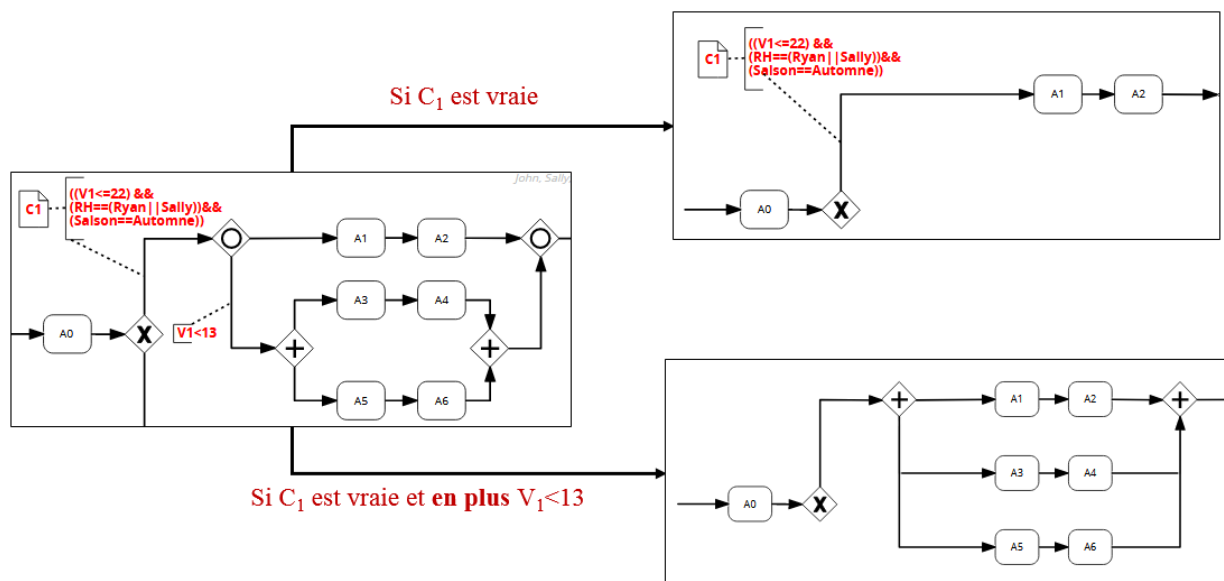 C1
((V1<=22) &&
(RH==(Ryan||Sally))&&
(Saison==Automne))
A1
A2
A0
X
Si C1 est vraie
John, Sally,
C1
((V1<=22) &&
(RH==(Ryan||Sally))&&
(Saison==Automne))
A1
A2
A3
A4
A0
X
V1<13
A5
A6
Si C1 est vraie et en plus V1<13
A1
A2
A3
A4
A0
X
A5
A6